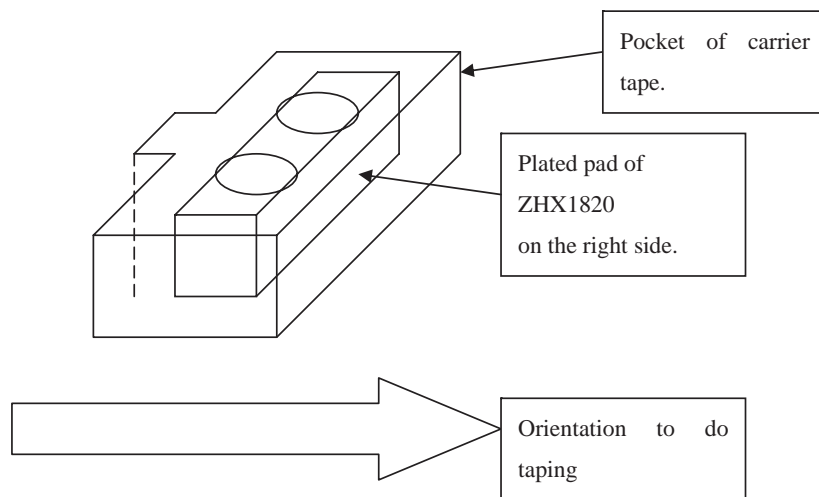 Pocket of carrier
tape.
Plated pad of
ZHX1820
on the right side.
Orientation to do
taping